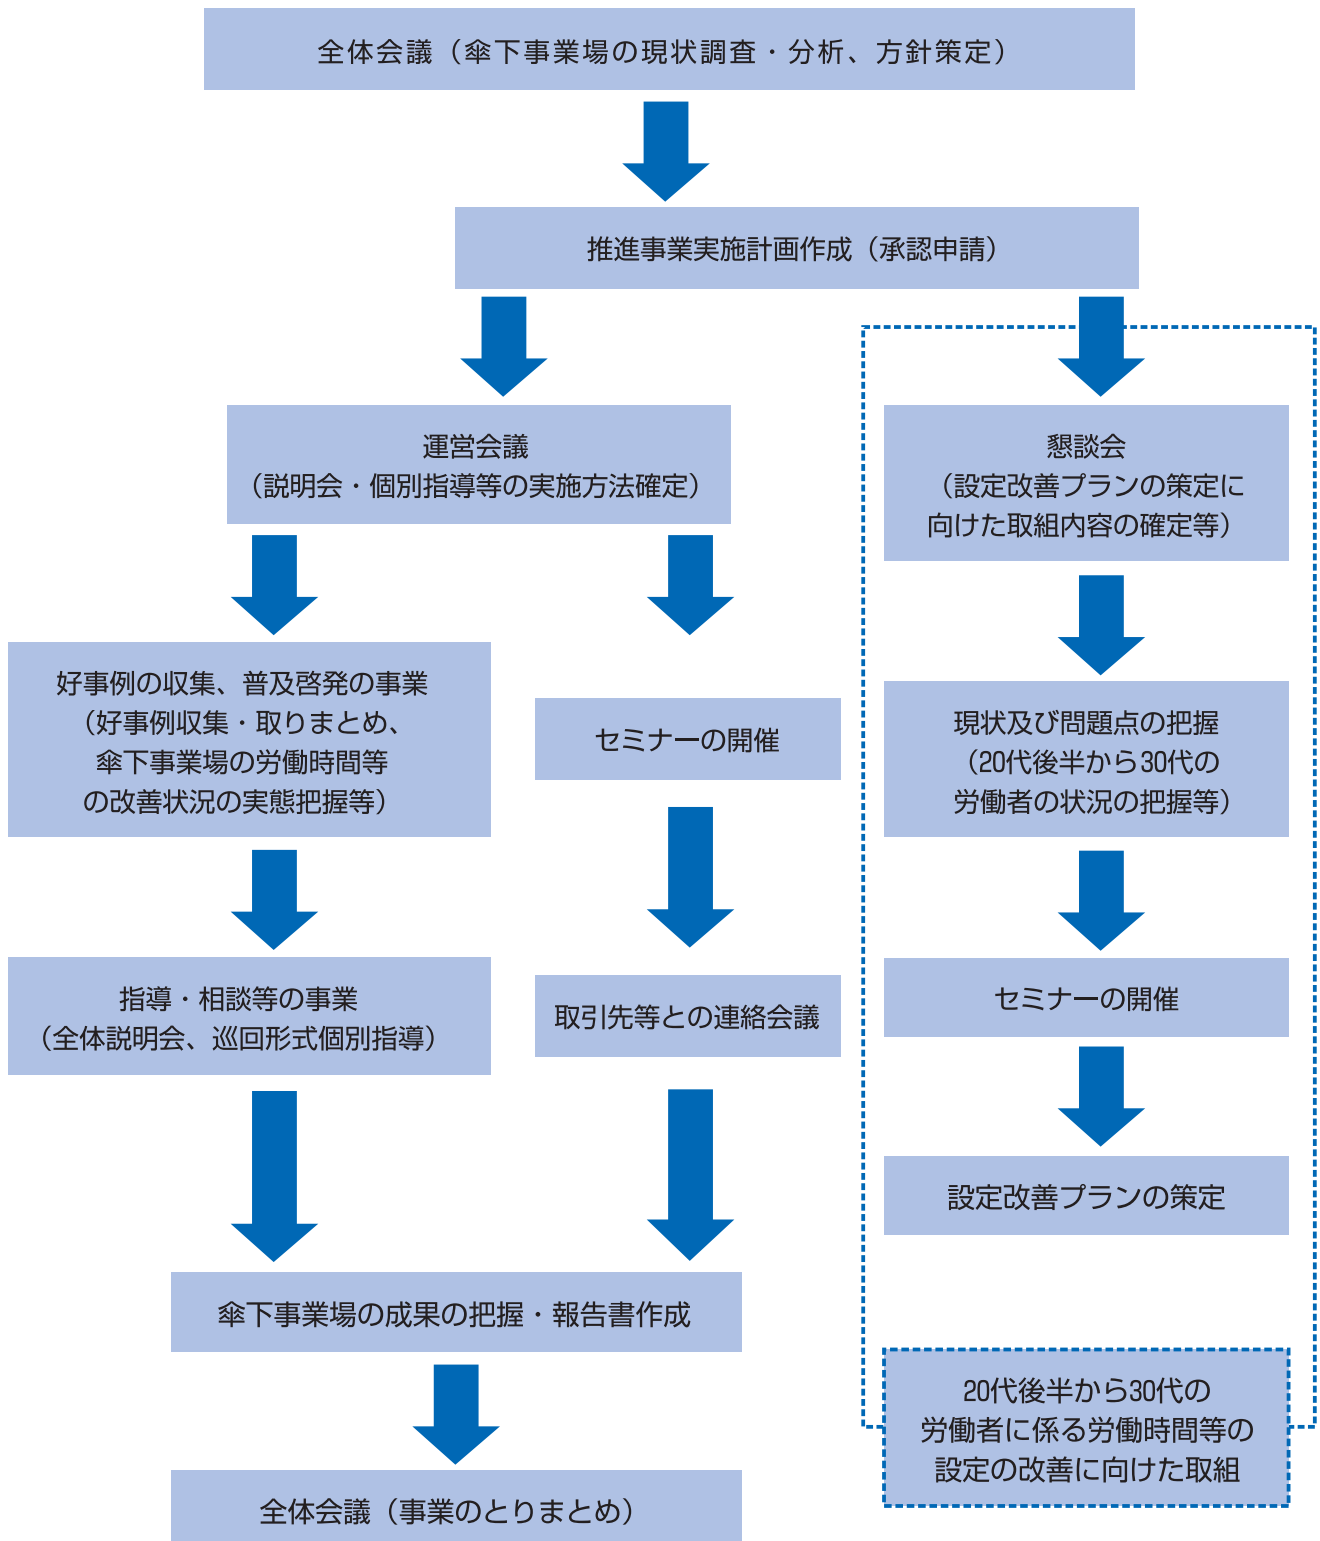 全体会議（傘下事業場の現状調査・分析、方針策定）
推進事業実施計画作成（承認申請）
運営会議
（説明会・個別指導等の実施方法確定）
好事例の収集、普及啓発の事業
（好事例収集・取りまとめ、
傘下事業場の労働時間等
の改善状況の実態把握等）
指導・相談等の事業
（全体説明会、巡回形式個別指導）
セミナーの開催
取引先等との連絡会議
傘下事業場の成果の把握・報告書作成
全体会議（事業のとりまとめ）
懇談会
（設定改善プランの策定に
向けた取組内容の確定等）
現状及び問題点の把握
（20代後半から30代の
労働者の状況の把握等）
セミナーの開催
設定改善プランの策定
20代後半から30代の
労働者に係る労働時間等の
設定の改善に向けた取組